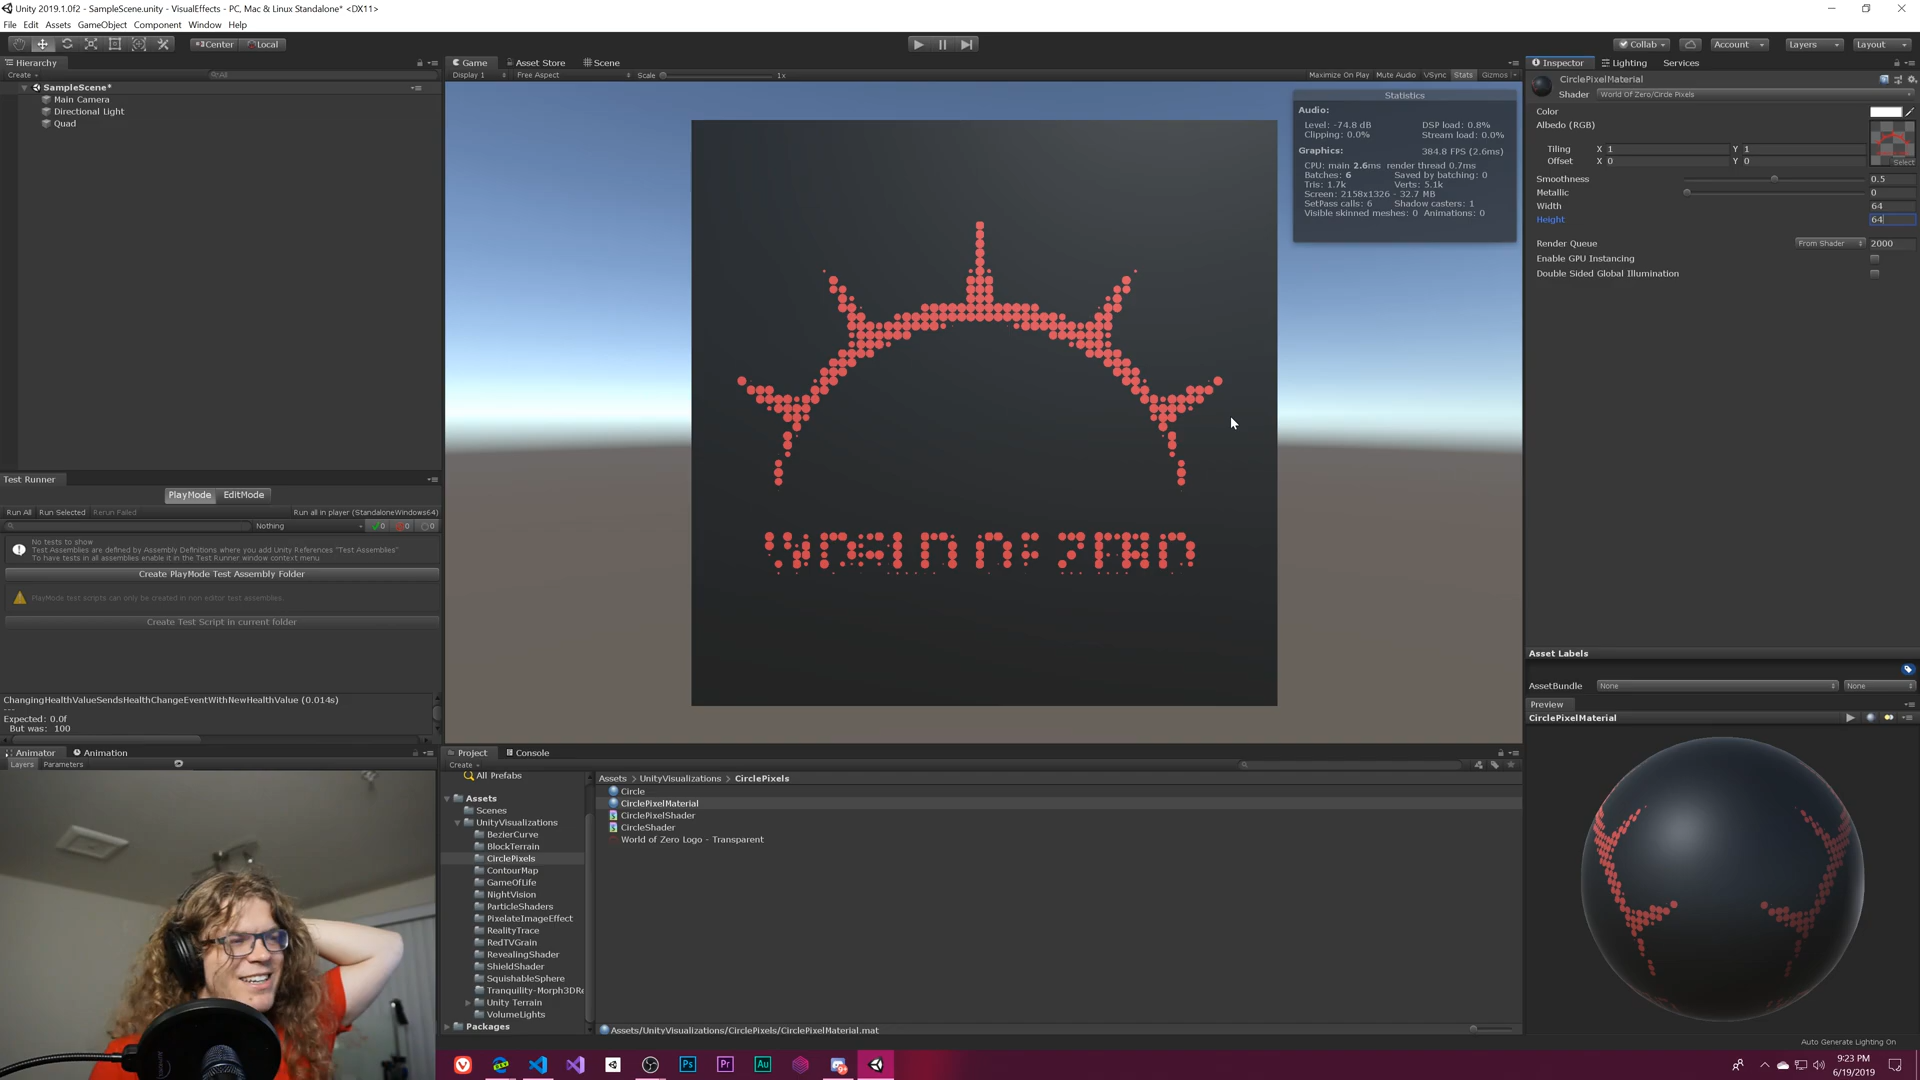 Unity 2019.1.0f2 - SampleScene.unity - VisualEffects - PC, Mac & Linux Standalone* <DX11>
File Edit Assets GameObject Component Window Help
Center Local
Collab Account Layers Layout
Hierarchy
Create All
SampleScene*
Main Camera
Directional Light
Quad
Game Asset Store Scene
Display 1 Free Aspect Scale 1x Maximize On Play Mute Audio VSync Stats Gizmos
Statistics
Audio:
Level: -74.8 dB DSP load: 0.8%
Clipping: 0.0% Stream load: 0.0%
Graphics: 384.8 FPS (2.6ms)
CPU: main 2.6ms render thread 0.7ms
Batches: 6 Saved by batching: 0
Tris: 1.7k Verts: 5.1k
Screen: 2158x1326 - 32.7 MB
SetPass calls: 6 Shadow casters: 1
Visible skinned meshes: 0 Animations: 0
WORLD OF ZERO
Inspector Lighting Services
CirclePixelMaterial
Shader World Of Zero/Circle Pixels
Color
Albedo (RGB)
Tiling X 1 Y 1
Offset X 0 Y 0
Select
Smoothness 0.5
Metallic 0
Width 64
Height 64
Render Queue From Shader 2000
Enable GPU Instancing
Double Sided Global Illumination
Asset Labels
AssetBundle None None
Preview
CirclePixelMaterial
Auto Generate Lighting On
Test Runner
PlayMode EditMode
Run All Run Selected Rerun Failed Run all in player (StandaloneWindows64)
Nothing 0 0 0
No tests to show
Test Assemblies are defined by Assembly Definitions where you add Unity References "Test Assemblies"
To have tests in all assemblies enable it in the Test Runner window context menu
Create PlayMode Test Assembly Folder
PlayMode test scripts can only be created in non editor test assemblies.
Create Test Script in current folder
ChangingHealthValueSendsHealthChangeEventWithNewHealthValue (0.014s)
---
Expected: 0.0f
But was: 100
Animator Animation
Layers Parameters
Project Console
Create
All Prefabs
Assets
Scenes
UnityVisualizations
BezierCurve
BlockTerrain
CirclePixels
ContourMap
GameOfLife
NightVision
ParticleShaders
PixelateImageEffect
RealityTrace
RedTVGrain
RevealingShader
ShieldShader
SquishableSphere
Tranquility-Morph3DRe
Unity Terrain
VolumeLights
Packages
Assets > UnityVisualizations > CirclePixels
Circle
CirclePixelMaterial
CirclePixelShader
CircleShader
World of Zero Logo - Transparent
Assets/UnityVisualizations/CirclePixels/CirclePixelMaterial.mat
Ps Pr Au
9:23 PM
6/19/2019